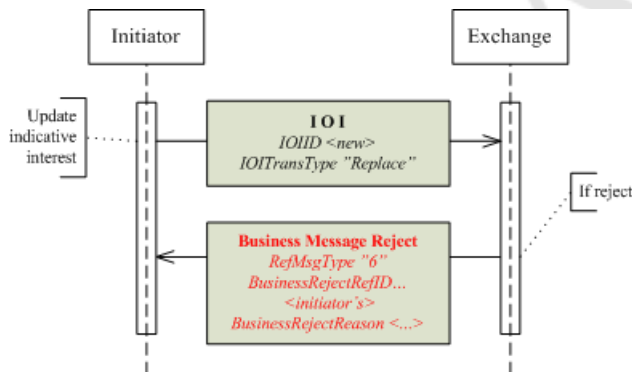 Initiator
Exchange
Update
indicative
interest
I O I
IOIID <new>
IOITransType "Replace"
If reject
Business Message Reject
RefMsgType "6"
BusinessRejectRefID…
<initiator's>
BusinessRejectReason <...>